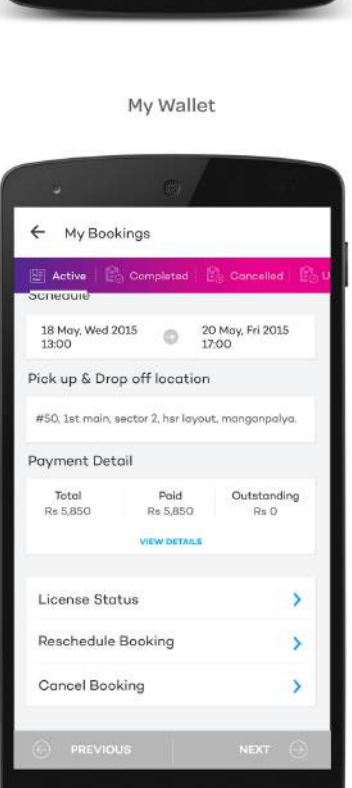 My Wallet
My Bookings
Active Completed Cancelled U
Schedule
18 May, Wed 2015 20 May, Fri 2015
13:00 17:00
Pick up & Drop off location
#50, 1st main, sector 2, hsr layout, manganpalya.
Payment Detail
Total Paid Outstanding
Rs 5,850 Rs 5,850 Rs 0
VIEW DETAILS
License Status
Reschedule Booking
Cancel Booking
PREVIOUS NEXT